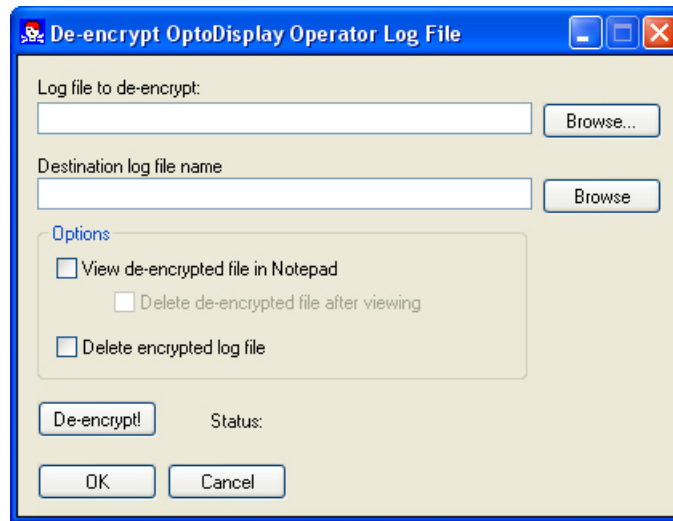 De-encrypt OptoDisplay Operator Log File
Log file to de-encrypt:
Browse...
Destination log file name
Browse
Options
View de-encrypted file in Notepad
Delete de-encrypted file after viewing
Delete encrypted log file
De-encrypt! Status:
OK Cancel